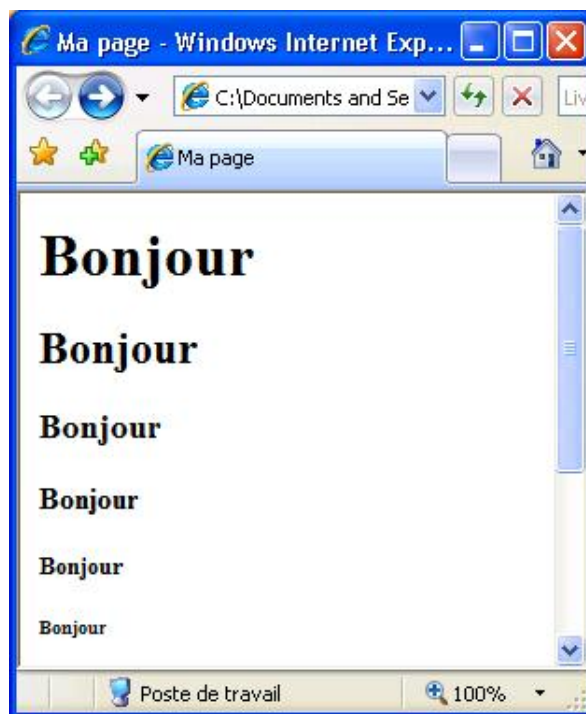 Ma page - Windows Internet Exp...
C:\Documents and Se
Liv
Ma page
Bonjour
Bonjour
Bonjour
Bonjour
Bonjour
Bonjour
Poste de travail
100%